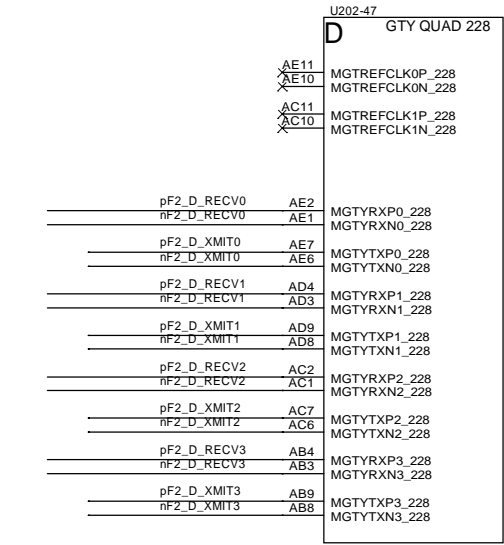 U202-47
D GTY QUAD 228
AE11 MGTREFCLK0P_228
AE10 MGTREFCLK0N_228
AC11 MGTREFCLK1P_228
AC10 MGTREFCLK1N_228
pF2_D_RECV0 AE2 MGTYRXP0_228
nF2_D_RECV0 AE1 MGTYRXN0_228
pF2_D_XMIT0 AE7 MGTYTXP0_228
nF2_D_XMIT0 AE6 MGTYTXN0_228
pF2_D_RECV1 AD4 MGTYRXP1_228
nF2_D_RECV1 AD3 MGTYRXN1_228
pF2_D_XMIT1 AD9 MGTYTXP1_228
nF2_D_XMIT1 AD8 MGTYTXN1_228
pF2_D_RECV2 AC2 MGTYRXP2_228
nF2_D_RECV2 AC1 MGTYRXN2_228
pF2_D_XMIT2 AC7 MGTYTXP2_228
nF2_D_XMIT2 AC6 MGTYTXN2_228
pF2_D_RECV3 AB4 MGTYRXP3_228
nF2_D_RECV3 AB3 MGTYRXN3_228
pF2_D_XMIT3 AB9 MGTYTXP3_228
nF2_D_XMIT3 AB8 MGTYTXN3_228